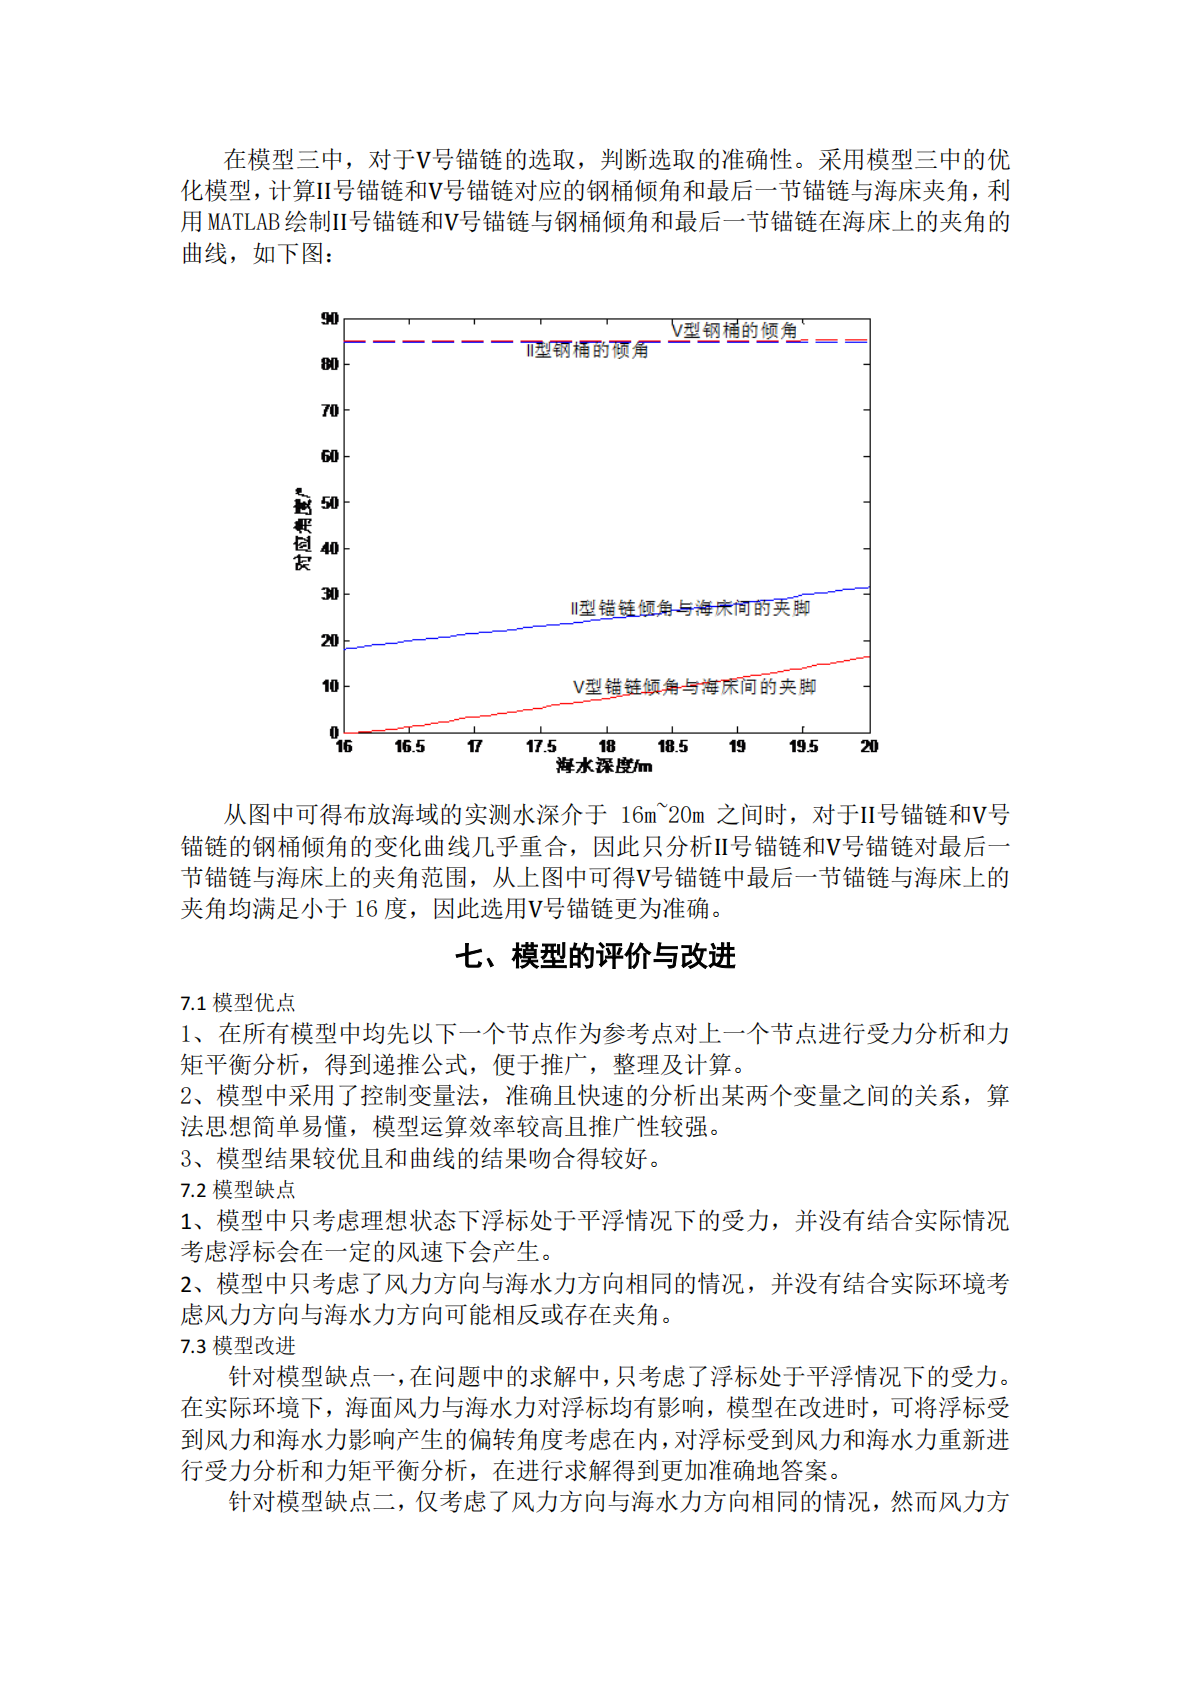 在模型三中，对于V号锚链的选取，判断选取的准确性。采用模型三中的优
化模型，计算II号锚链和V号锚链对应的钢桶倾角和最后一节锚链与海床夹角，利
用 MATLAB 绘制II号锚链和V号锚链与钢桶倾角和最后一节锚链在海床上的夹角的
曲线，如下图：
90
V型钢桶的倾角
II型钢桶的倾角
80
70
60
50
对应角度/°
40
30
II型锚链倾角与海床间的夹脚
20
10
V型锚链倾角与海床间的夹脚
0
16 16.5 17 17.5 18 18.5 19 19.5 20
海水深度/m
从图中可得布放海域的实测水深介于 16m~20m 之间时，对于II号锚链和V号
锚链的钢桶倾角的变化曲线几乎重合，因此只分析II号锚链和V号锚链对最后一
节锚链与海床上的夹角范围，从上图中可得V号锚链中最后一节锚链与海床上的
夹角均满足小于 16 度，因此选用V号锚链更为准确。
七、模型的评价与改进
7.1 模型优点
1、在所有模型中均先以下一个节点作为参考点对上一个节点进行受力分析和力
矩平衡分析，得到递推公式，便于推广，整理及计算。
2、模型中采用了控制变量法，准确且快速的分析出某两个变量之间的关系，算
法思想简单易懂，模型运算效率较高且推广性较强。
3、模型结果较优且和曲线的结果吻合得较好。
7.2 模型缺点
1、模型中只考虑理想状态下浮标处于平浮情况下的受力，并没有结合实际情况
考虑浮标会在一定的风速下会产生。
2、模型中只考虑了风力方向与海水力方向相同的情况，并没有结合实际环境考
虑风力方向与海水力方向可能相反或存在夹角。
7.3 模型改进
针对模型缺点一，在问题中的求解中，只考虑了浮标处于平浮情况下的受力。
在实际环境下，海面风力与海水力对浮标均有影响，模型在改进时，可将浮标受
到风力和海水力影响产生的偏转角度考虑在内，对浮标受到风力和海水力重新进
行受力分析和力矩平衡分析，在进行求解得到更加准确地答案。
针对模型缺点二，仅考虑了风力方向与海水力方向相同的情况，然而风力方